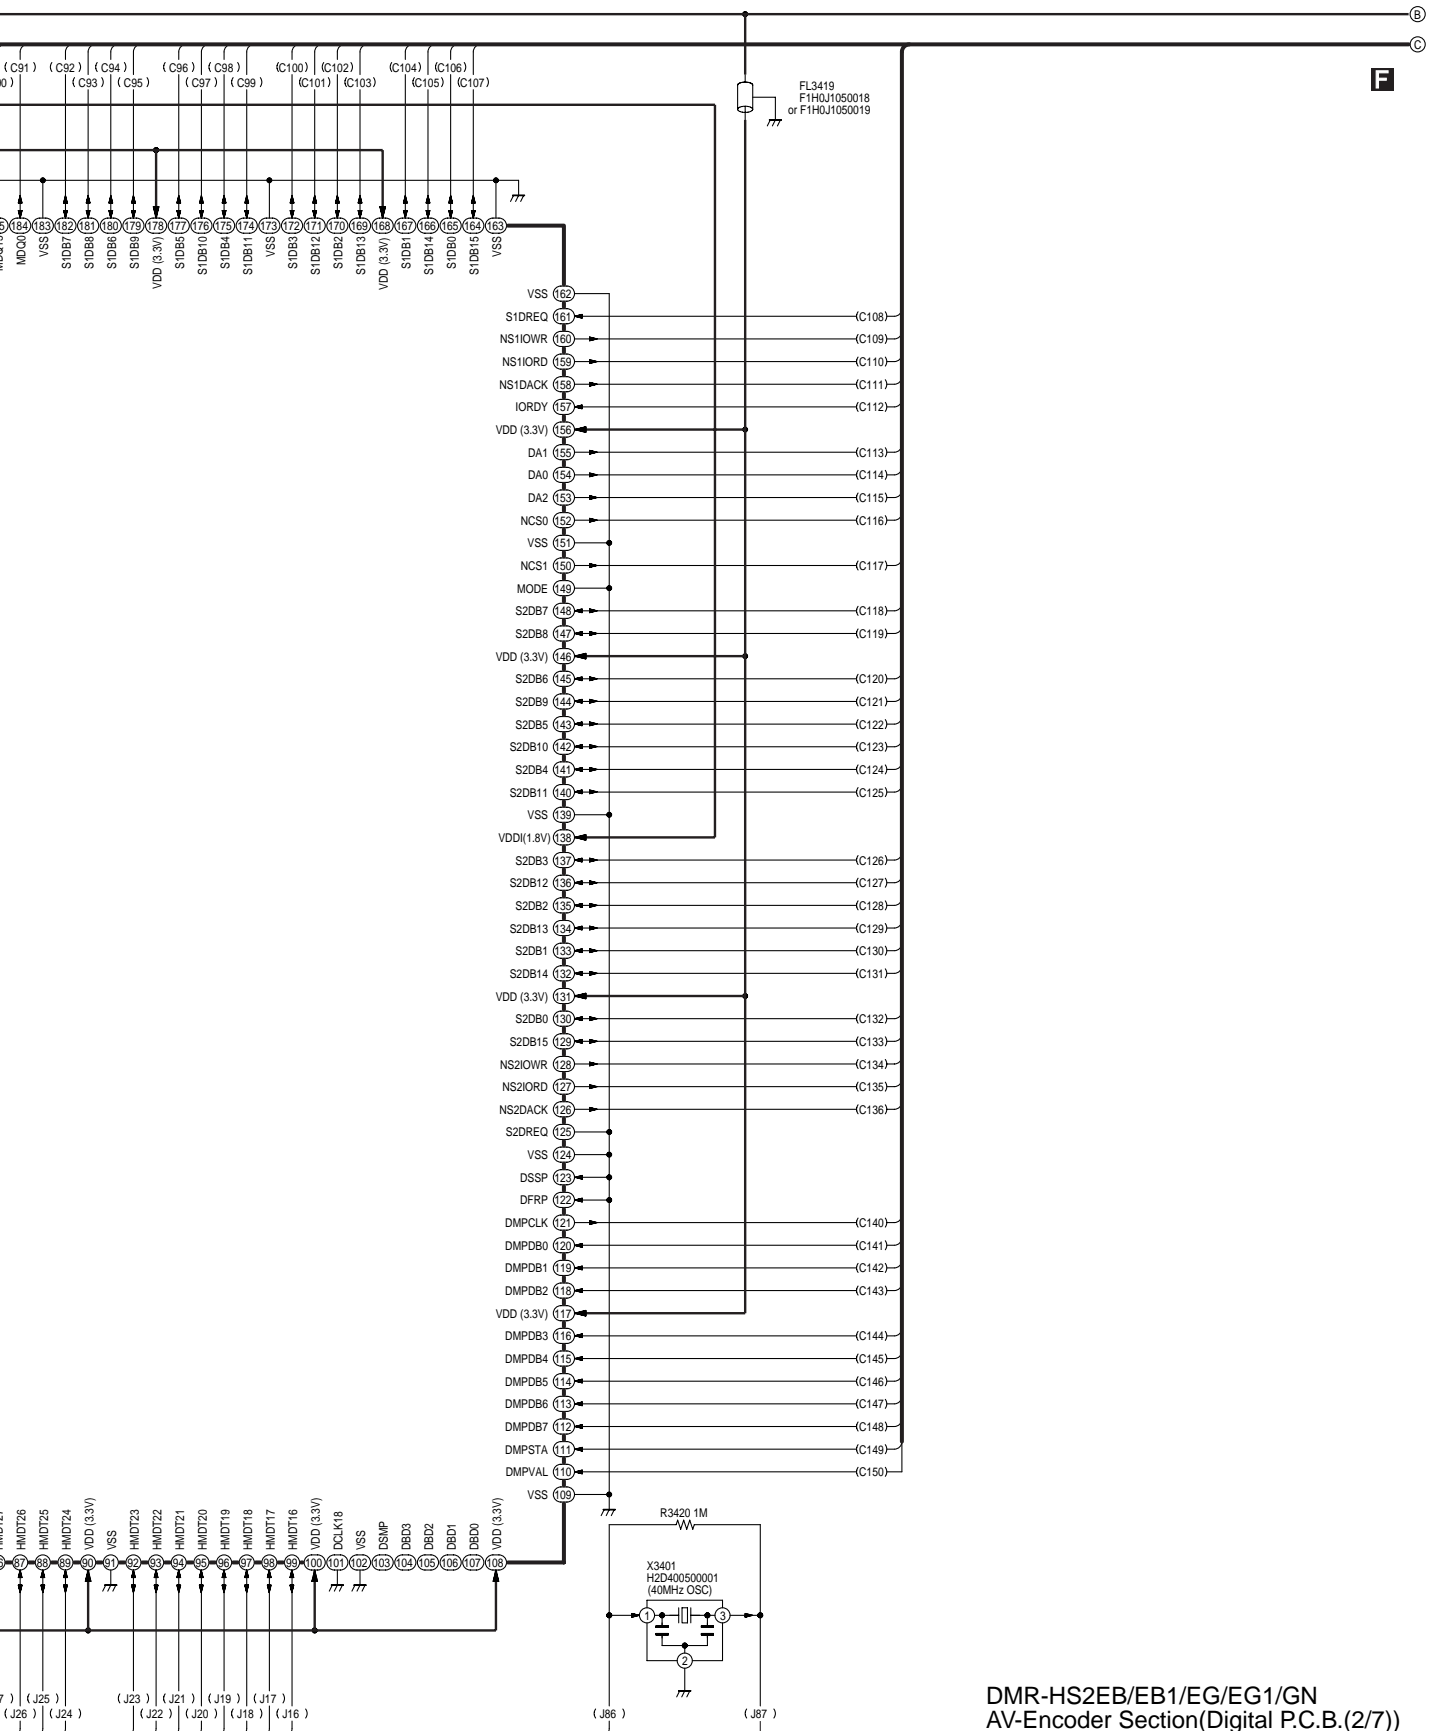 B
C
(C91) (C92) (C94) (C96) (C98) (C100) (C102) (C104) (C106)
(C93) (C95) (C97) (C99) (C101) (C103) (C105) (C107)
F
FL3419
F1H0J1050018
or F1H0J1050019
184 183 182 181 180 179 178 177 176 175 174 173 172 171 170 169 168 167 166 165 164 163
MDQ0 VSS S1DB7 S1DB8 S1DB6 S1DB9 VDD (3.3V) S1DB5 S1DB10 S1DB4 S1DB11 VSS S1DB3 S1DB12 S1DB2 S1DB13 VDD (3.3V) S1DB1 S1DB14 S1DB0 S1DB15 VSS
VSS 162
S1DREQ 161 (C108)
NS1IOWR 160 (C109)
NS1IORD 159 (C110)
NS1DACK 158 (C111)
IORDY 157 (C112)
VDD (3.3V) 156
DA1 155 (C113)
DA0 154 (C114)
DA2 153 (C115)
NCS0 152 (C116)
VSS 151
NCS1 150 (C117)
MODE 149
S2DB7 148 (C118)
S2DB8 147 (C119)
VDD (3.3V) 146
S2DB6 145 (C120)
S2DB9 144 (C121)
S2DB5 143 (C122)
S2DB10 142 (C123)
S2DB4 141 (C124)
S2DB11 140 (C125)
VSS 139
VDDI(1.8V) 138
S2DB3 137 (C126)
S2DB12 136 (C127)
S2DB2 135 (C128)
S2DB13 134 (C129)
S2DB1 133 (C130)
S2DB14 132 (C131)
VDD (3.3V) 131
S2DB0 130 (C132)
S2DB15 129 (C133)
NS2IOWR 128 (C134)
NS2IORD 127 (C135)
NS2DACK 126 (C136)
S2DREQ 125
VSS 124
DSSP 123
DFRP 122
DMPCLK 121 (C140)
DMPDB0 120 (C141)
DMPDB1 119 (C142)
DMPDB2 118 (C143)
VDD (3.3V) 117
DMPDB3 116 (C144)
DMPDB4 115 (C145)
DMPDB5 114 (C146)
DMPDB6 113 (C147)
DMPDB7 112 (C148)
DMPSTA 111 (C149)
DMPVAL 110 (C150)
VSS 109
HMDT26 HMDT25 HMDT24 VDD (3.3V) VSS HMDT23 HMDT22 HMDT21 HMDT20 HMDT19 HMDT18 HMDT17 HMDT16 VDD (3.3V) DCLK18 VSS DSMP DBD3 DBD2 DBD1 DBD0 VDD (3.3V)
87 88 89 90 91 92 93 94 95 96 97 98 99 100 101 102 103 104 105 106 107 108
R3420 1M
X3401
H2D400500001
(40MHz OSC)
1 3
2
(J25) (J23) (J21) (J19) (J17)
(J26) (J24) (J22) (J20) (J18) (J16) (J86) (J87)
DMR-HS2EB/EB1/EG/EG1/GN
AV-Encoder Section(Digital P.C.B.(2/7))